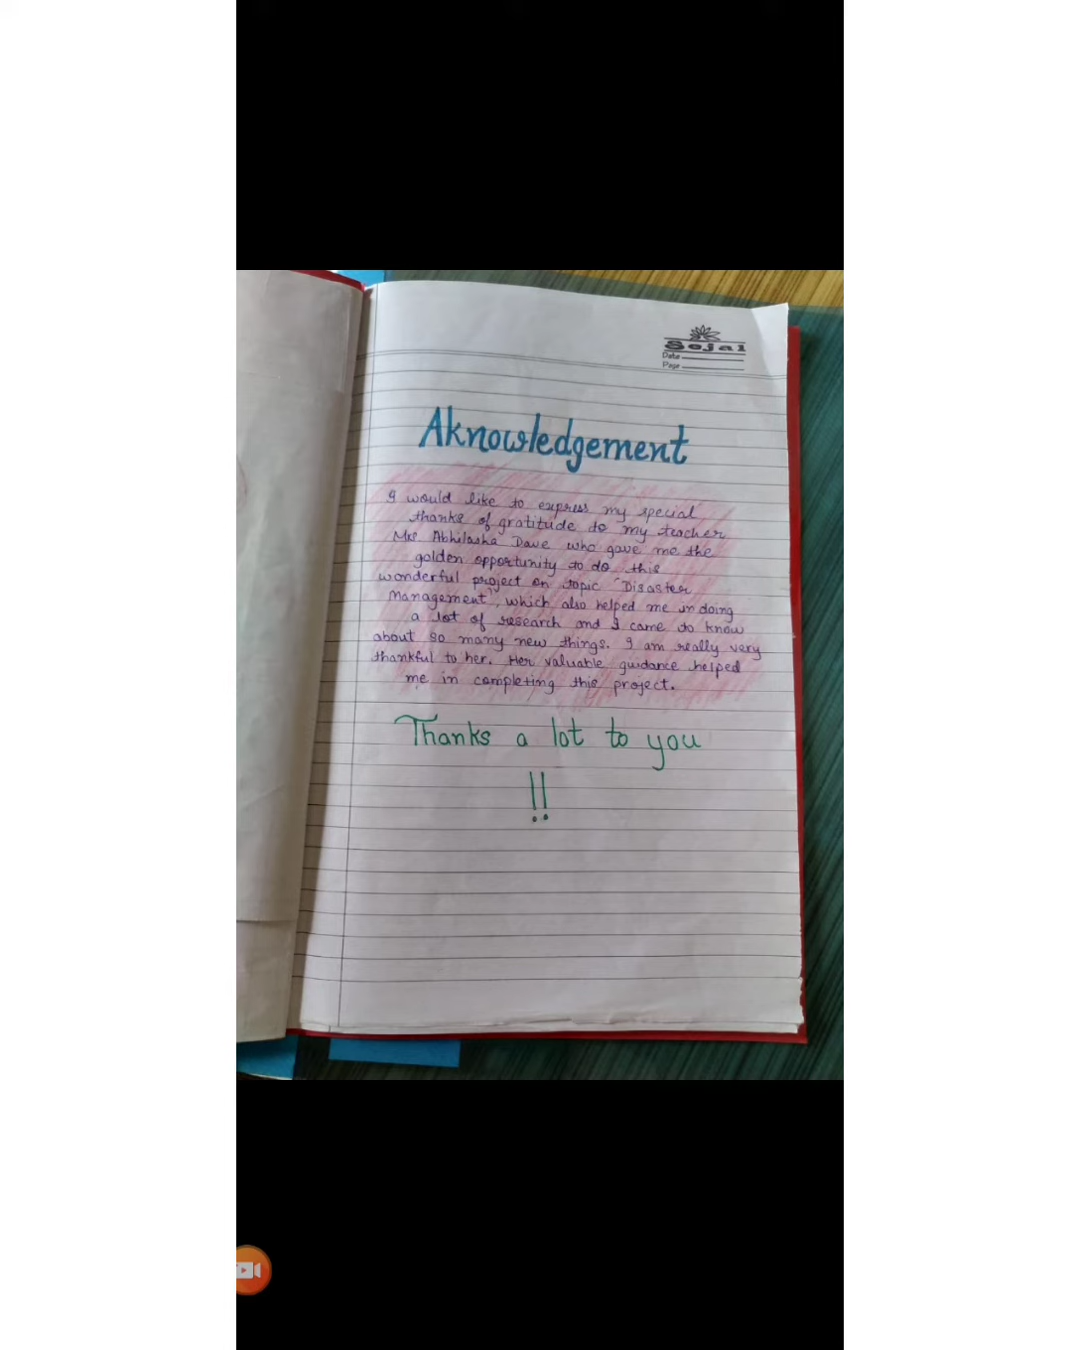 Sejal
Date
Page
Aknowledgement
I would like to express my special
thanks of gratitude to my teacher
Mrs Abhilasha Dave who gave me the
golden opportunity to do this
wonderful project on topic "Disaster
Management", which also helped me in doing
a lot of research and I came to know
about so many new things. I am really very
thankful to her. Her valuable guidance helped
me in completing this project.
Thanks a lot to you
!!